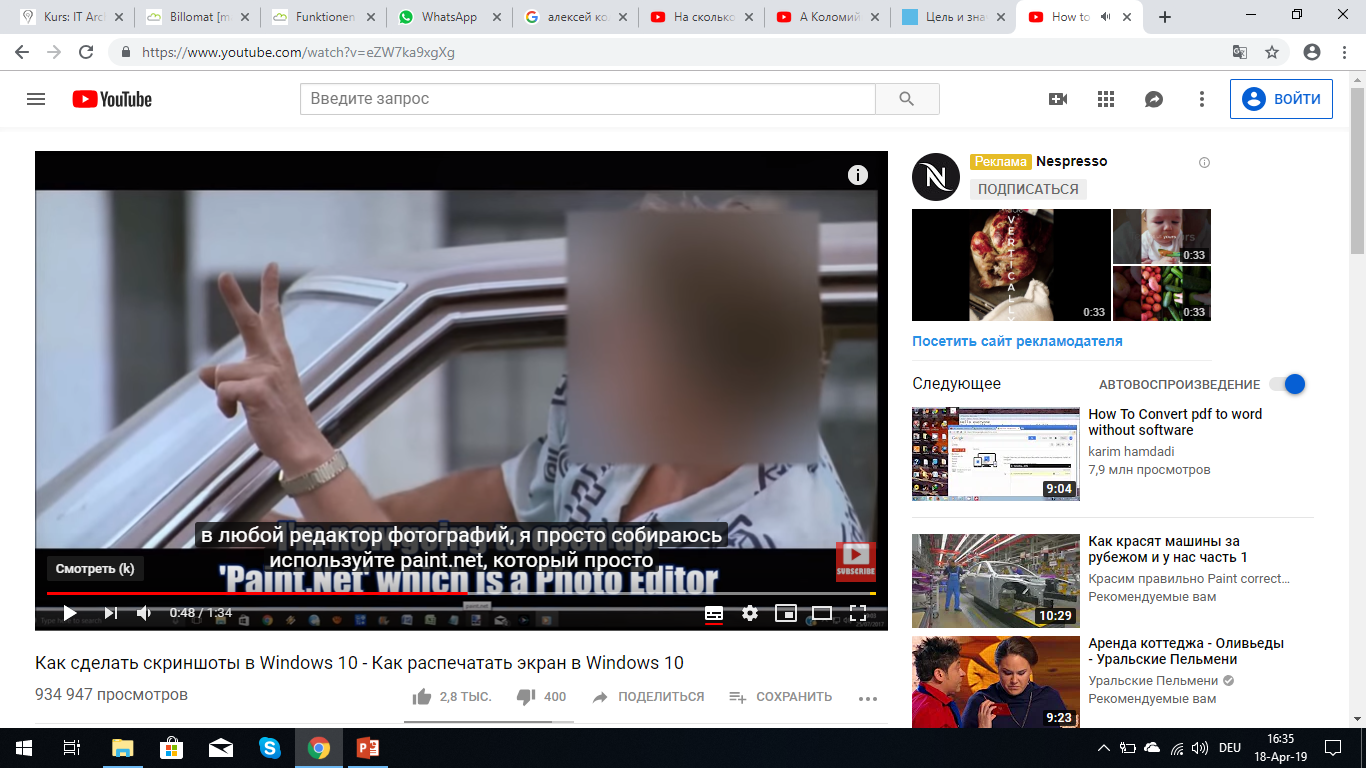 Kurs: IT Arc
Billomat [m
Funktionen
WhatsApp
алексей ко
На скольк
А Коломий
Цель и зна
How to
https://www.youtube.com/watch?v=eZW7ka9xgXg
YouTube
Введите запрос
ВОЙТИ
Реклама Nespresso
ПОДПИСАТЬСЯ
VERTICALLY
0:33
0:33
0:33
Посетить сайт рекламодателя
Следующее
АВТОВОСПРОИЗВЕДЕНИЕ
How To Convert pdf to word
without software
karim hamdadi
7,9 млн просмотров
9:04
Как красят машины за
рубежом и у нас часть 1
Красим правильно Paint correct...
Рекомендуемые вам
10:29
Аренда коттеджа - Оливьеды
- Уральские Пельмени
Уральские Пельмени
Рекомендуемые вам
9:23
в любой редактор фотографий, я просто собираюсь
используйте paint.net, который просто
'Paint.Net' which is a Photo Editor
SUBSCRIBE
Смотреть (k)
0:48 / 1:34
Как сделать скриншоты в Windows 10 - Как распечатать экран в Windows 10
934 947 просмотров
2,8 ТЫС.
400
ПОДЕЛИТЬСЯ
СОХРАНИТЬ
DEU
16:35
18-Apr-19